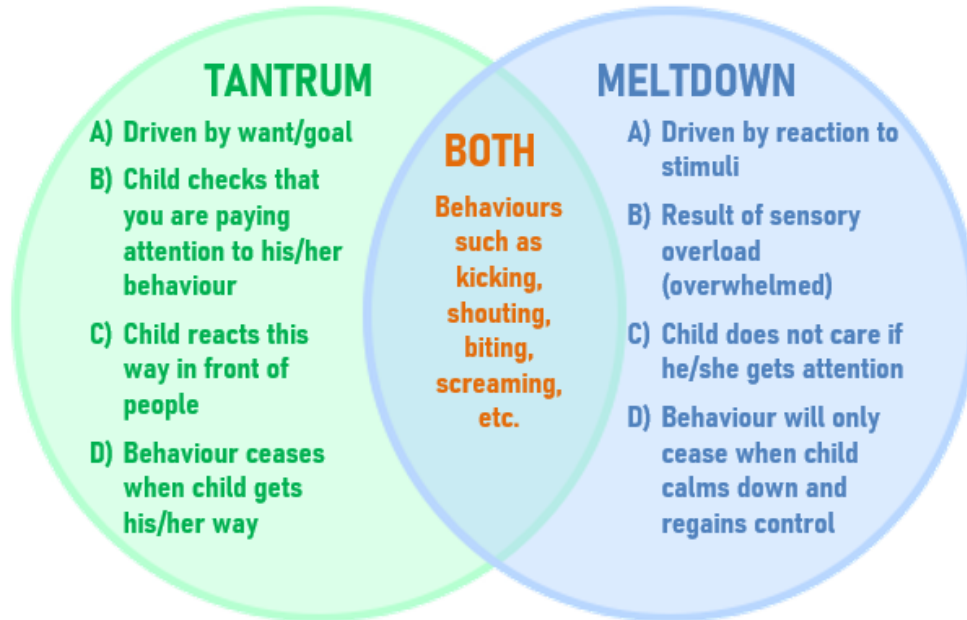 TANTRUM
A) Driven by want/goal
B) Child checks that
you are paying
attention to his/her
behaviour
C) Child reacts this
way in front of
people
D) Behaviour ceases
when child gets
his/her way
BOTH
Behaviours
such as
kicking,
shouting,
biting,
screaming,
etc.
MELTDOWN
A) Driven by reaction to
stimuli
B) Result of sensory
overload
(overwhelmed)
C) Child does not care if
he/she gets attention
D) Behaviour will only
cease when child
calms down and
regains control